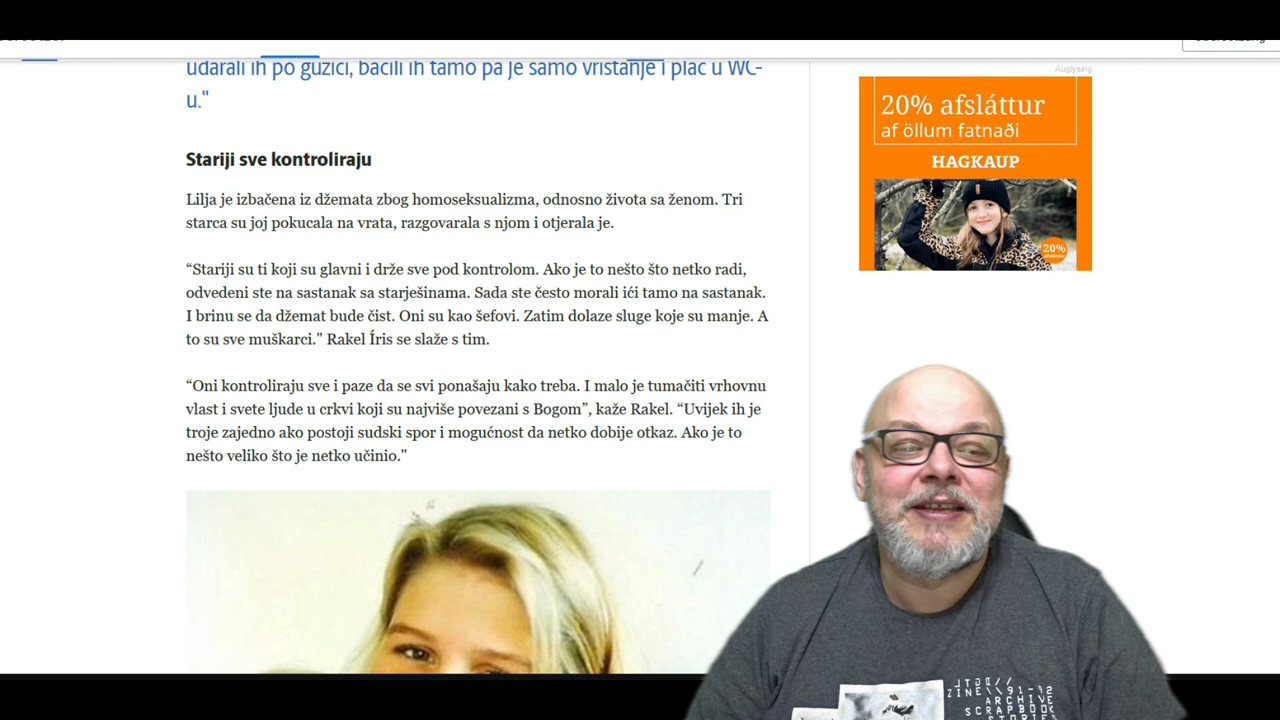 udarali ih po guzici, bacili ih tamo pa je samo vrištanje i plač u WC-
u."
Auglýsing
20% afsláttur
af öllum fatnaði
HAGKAUP
20%
afsláttur
Stariji sve kontroliraju
Lilja je izbačena iz džemata zbog homoseksualizma, odnosno života sa ženom. Tri
starca su joj pokucala na vrata, razgovarala s njom i otjerala je.
“Stariji su ti koji su glavni i drže sve pod kontrolom. Ako je to nešto što netko radi,
odvedeni ste na sastanak sa starješinama. Sada ste često morali ići tamo na sastanak.
I brinu se da džemat bude čist. Oni su kao šefovi. Zatim dolaze sluge koje su manje. A
to su sve muškarci." Rakel Íris se slaže s tim.
“Oni kontroliraju sve i paze da se svi ponašaju kako treba. I malo je tumačiti vrhovnu
vlast i svete ljude u crkvi koji su najviše povezani s Bogom”, kaže Rakel. “Uvijek ih je
troje zajedno ako postoji sudski spor i mogućnost da netko dobije otkaz. Ako je to
nešto veliko što je netko učinio."
ZINE\\91-92
ARCHIVE
SCRAPBOOK
STORIES